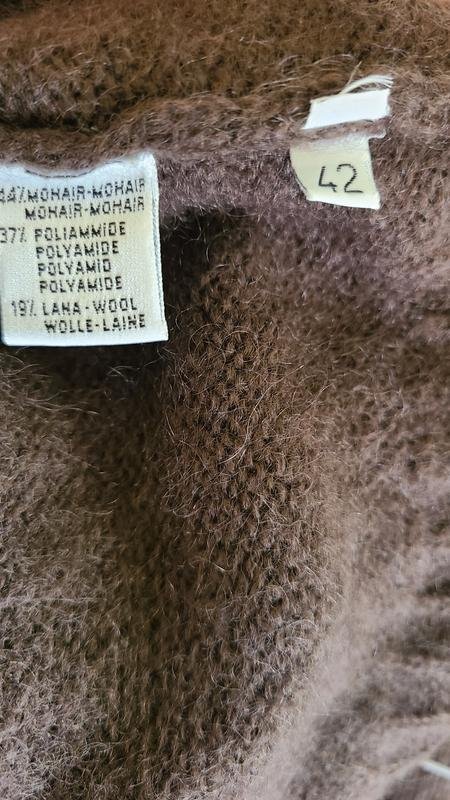 44% MOHAIR-MOHAIR
MOHAIR-MOHAIR
37% POLIAMMIDE
POLYAMIDE
POLYAMID
POLYAMIDE
19% LANA-WOOL
WOLLE-LAINE
42